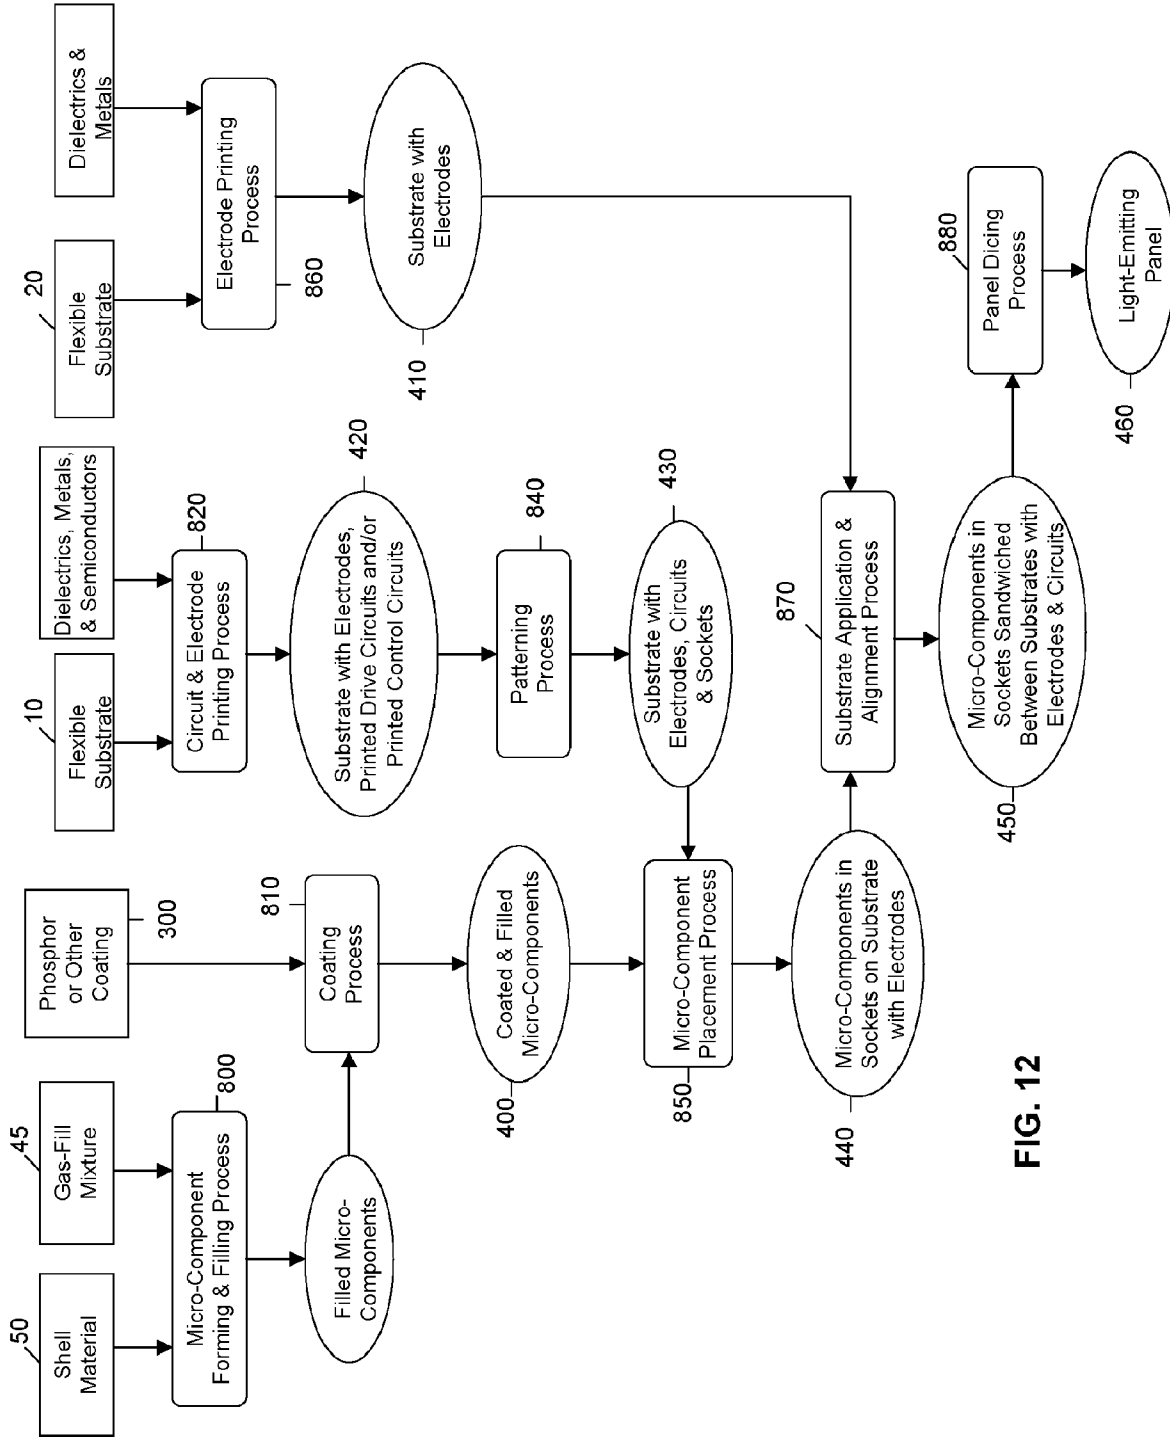 50
Shell
Material
45
Gas-Fill
Mixture
Phosphor
or Other
Coating
300
10
Flexible
Substrate
Dielectrics, Metals,
& Semiconductors
20
Flexible
Substrate
Dielectrics &
Metals
Micro-Component
Forming & Filling Process
800
Circuit & Electrode
Printing Process
820
Electrode Printing
Process
860
Filled Micro-
Components
Coating
Process
810
Substrate with Electrodes,
Printed Drive Circuits and/or
Printed Control Circuits
420
410
Substrate with
Electrodes
400
Coated & Filled
Micro-Components
Patterning
Process
840
850
Micro-Component
Placement Process
Substrate with
Electrodes, Circuits
& Sockets
430
440
Micro-Components in
Sockets on Substrate
with Electrodes
870
Substrate Application &
Alignment Process
450
Micro-Components in
Sockets Sandwiched
Between Substrates with
Electrodes & Circuits
880
Panel Dicing
Process
460
Light-Emitting
Panel
FIG. 12